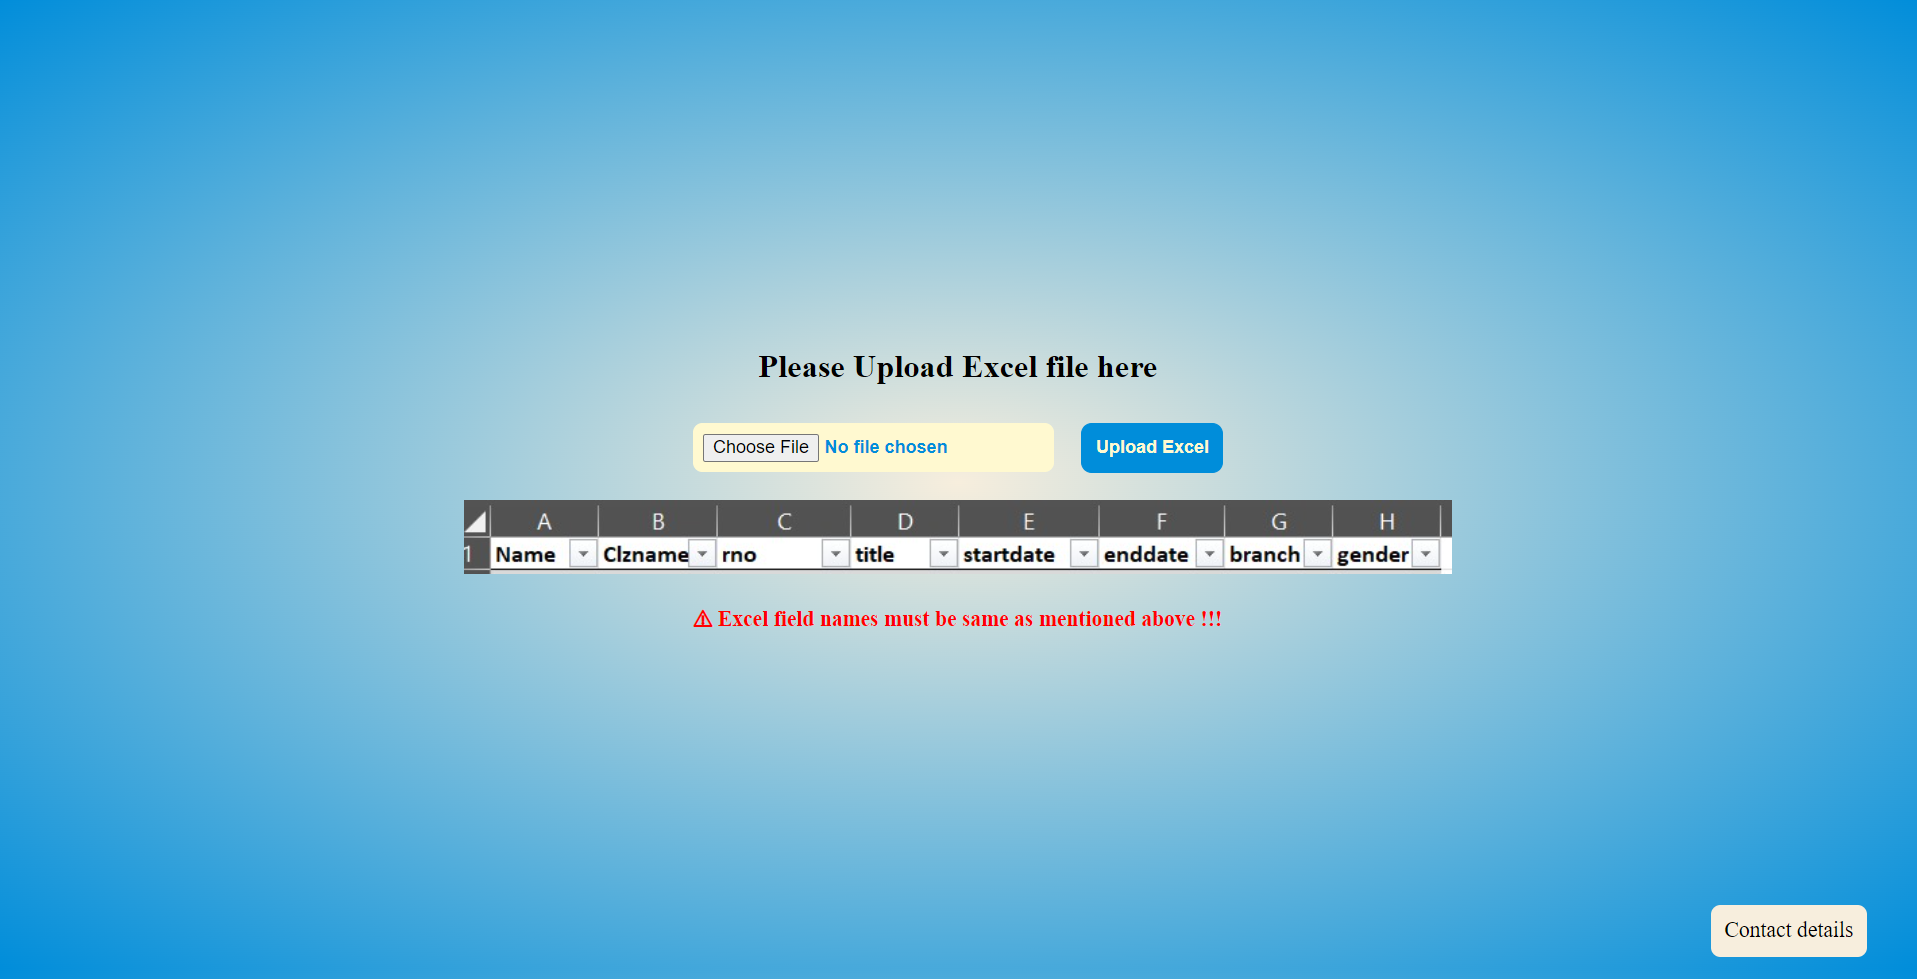 Please Upload Excel file here
Choose File No file chosen Upload Excel
A B C D E F G H
1 Name Clzname rno title startdate enddate branch gender
⚠ Excel field names must be same as mentioned above !!!
Contact details